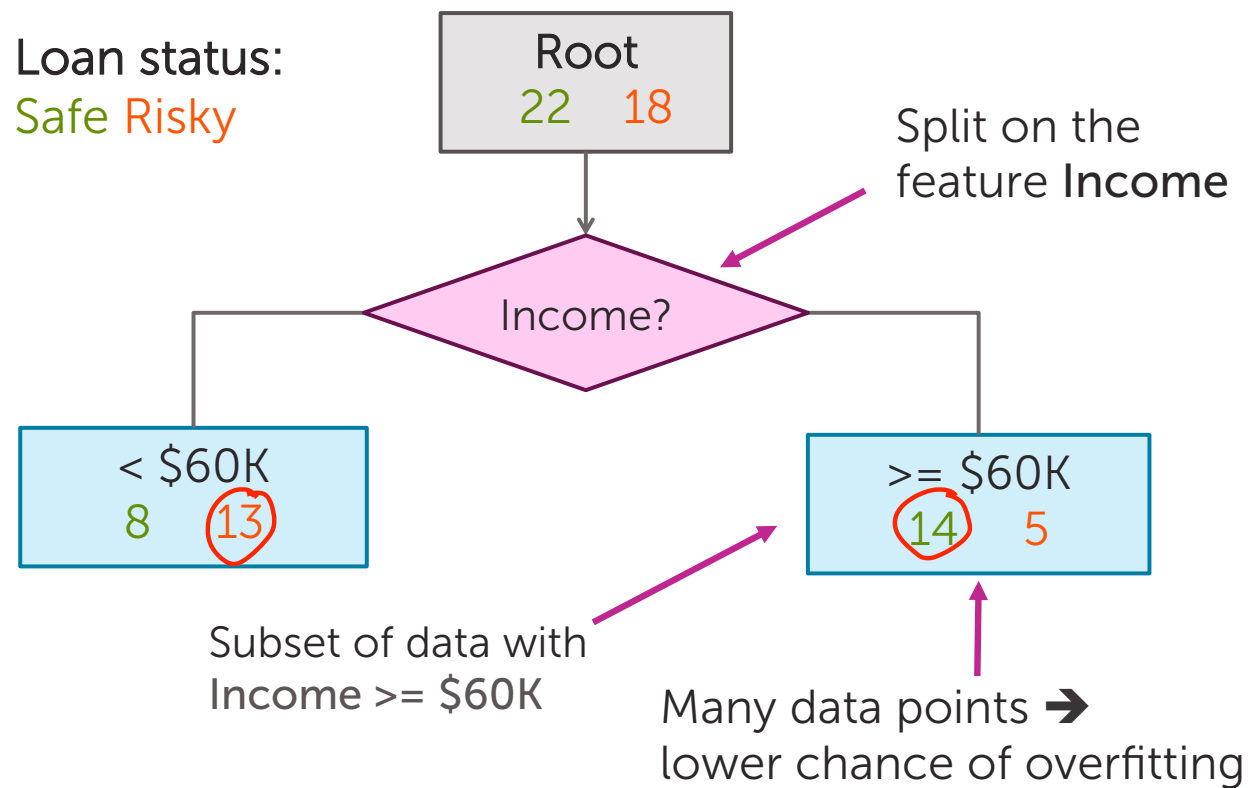 Loan status:
Safe Risky
Root
22 18
Split on the
feature Income
Income?
< $60K
8 13
>= $60K
14 5
Subset of data with
Income >= $60K
Many data points ➔
lower chance of overfitting